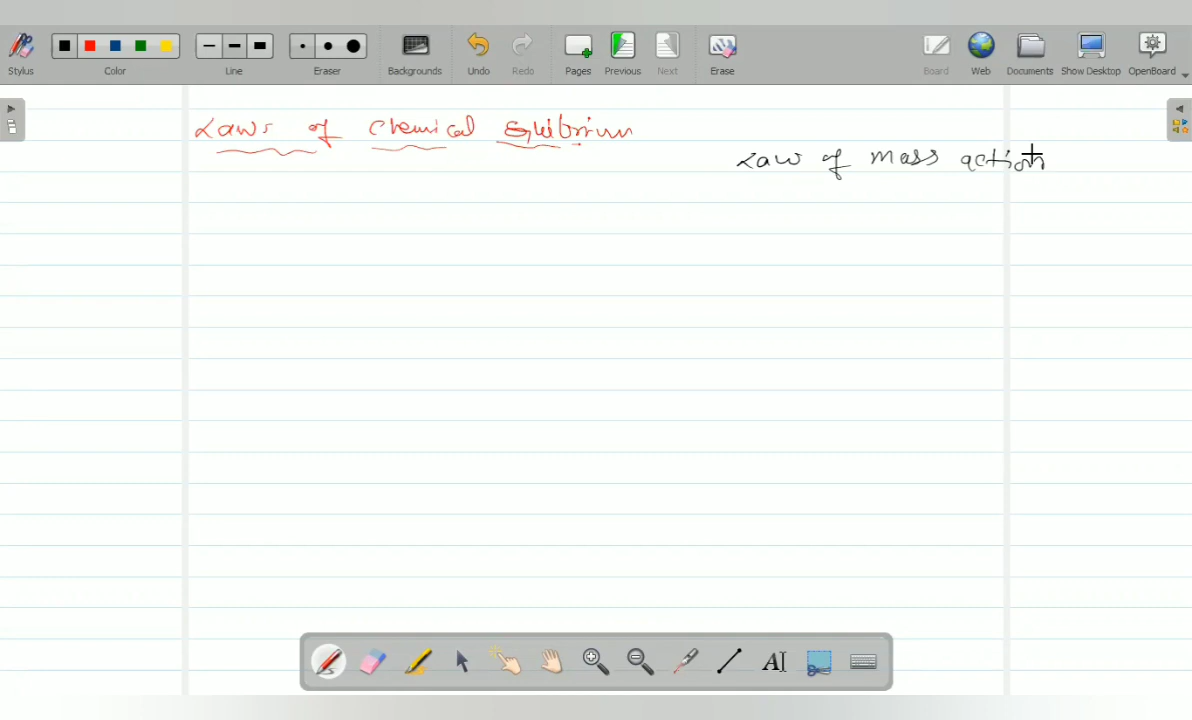 Stylus Color Line Eraser Backgrounds Undo Redo Pages Previous Next Erase Board Web Documents Show Desktop OpenBoard
Laws of Chemical Equilibrium
Law of mass action
AI